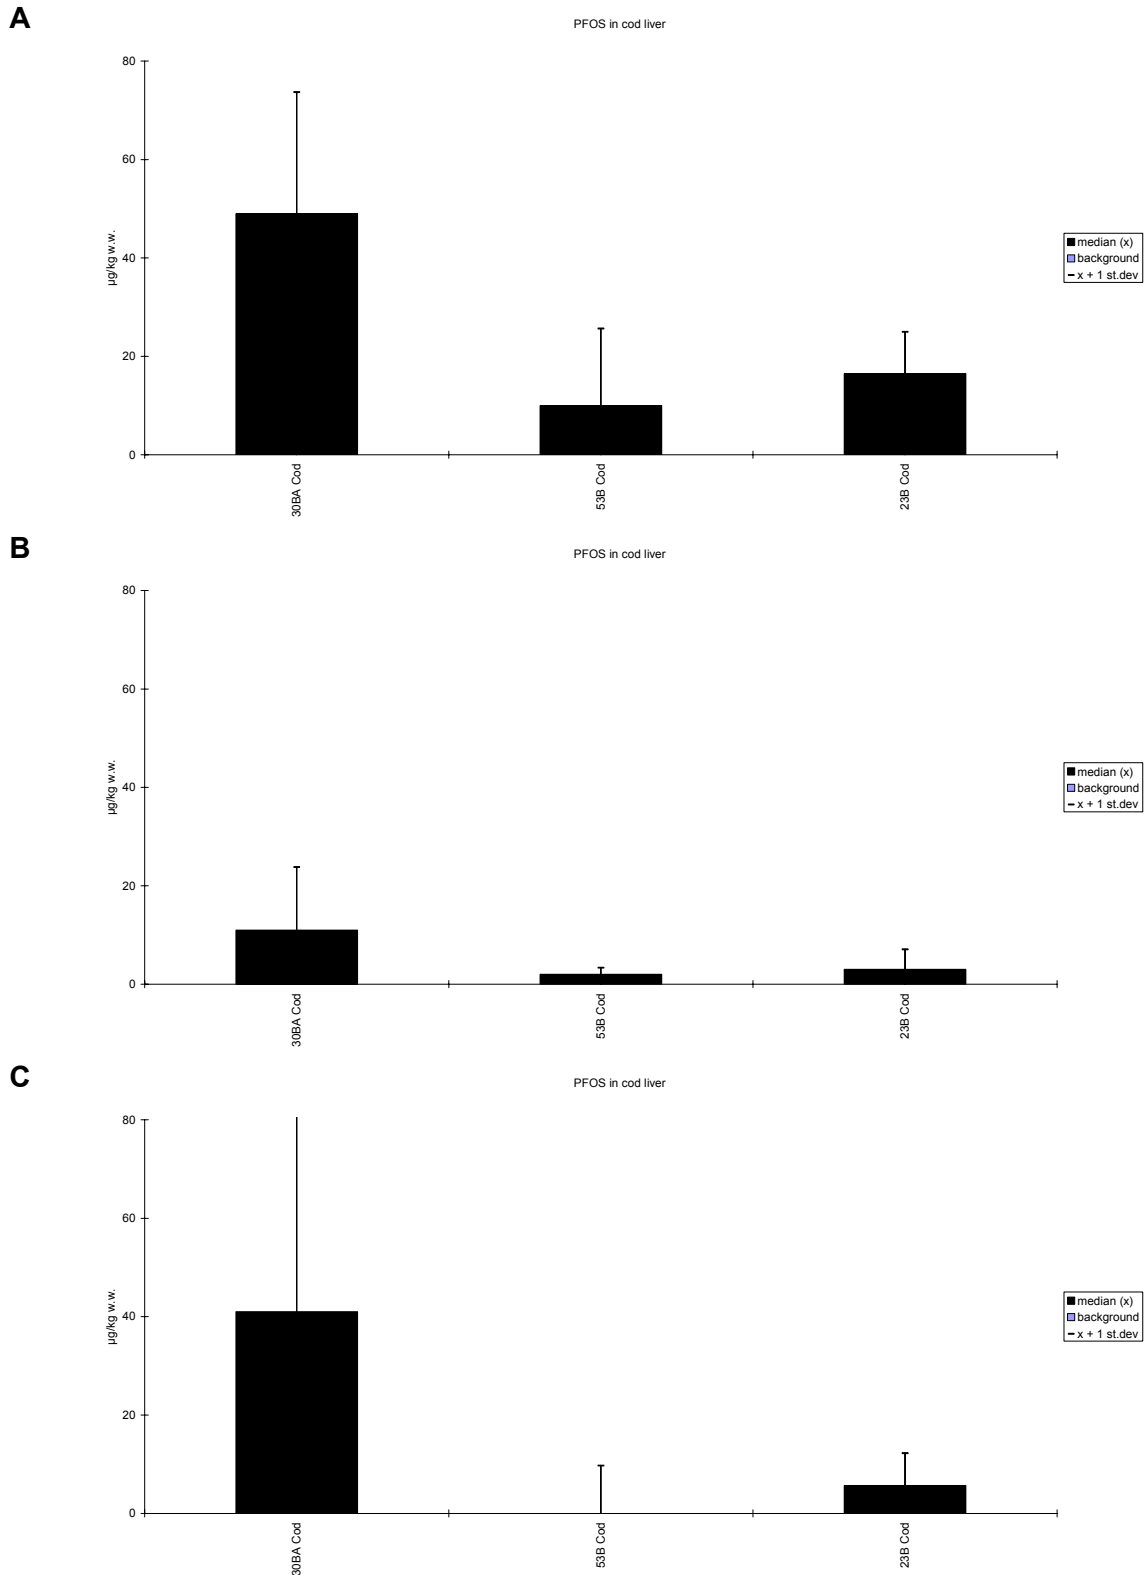 A
PFOS in cod liver
80
60
40
20
0
µg/kg w.w.
30BA Cod
53B Cod
23B Cod
median (x)
background
x + 1 st.dev
B
PFOS in cod liver
80
60
40
20
0
µg/kg w.w.
30BA Cod
53B Cod
23B Cod
median (x)
background
x + 1 st.dev
C
PFOS in cod liver
80
60
40
20
0
µg/kg w.w.
30BA Cod
53B Cod
23B Cod
median (x)
background
x + 1 st.dev